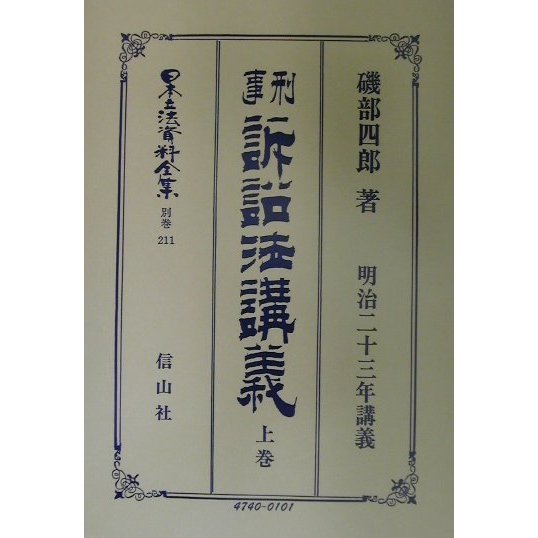 磯部四郎 著 明治二十三年講義
刑事訴訟法講義 上巻
日本立法資料全集 別巻 211
信山社
4740-0101